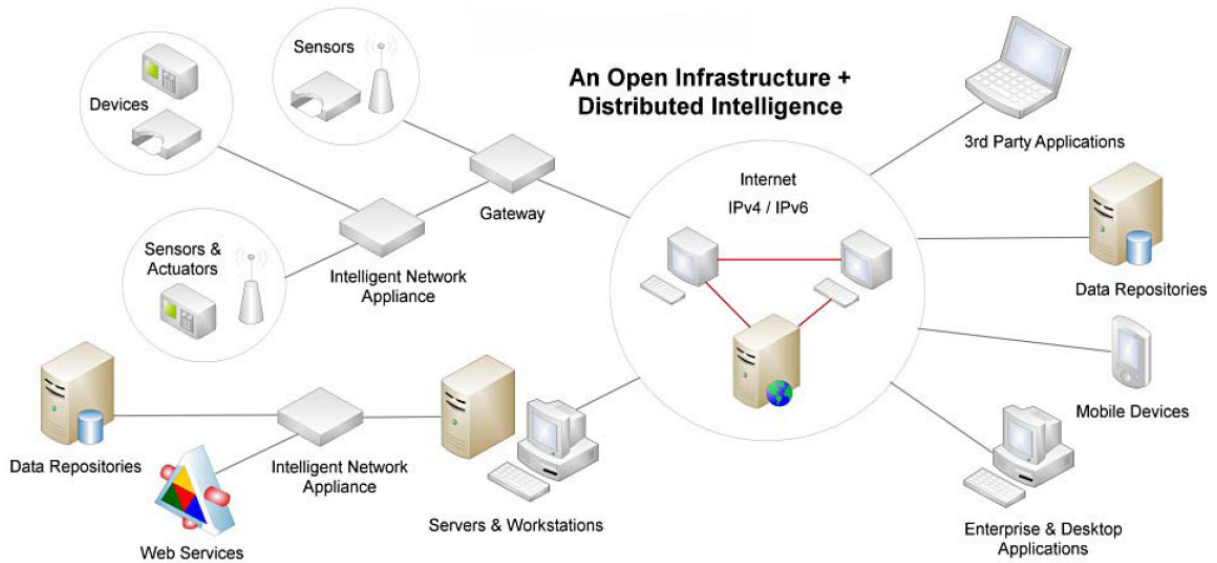 Sensors
An Open Infrastructure +
Distributed Intelligence
Devices
3rd Party Applications
Internet
IPv4 / IPv6
Gateway
Sensors &
Actuators
Intelligent Network
Appliance
Data Repositories
Mobile Devices
Data Repositories
Intelligent Network
Appliance
Servers & Workstations
Enterprise & Desktop
Applications
Web Services